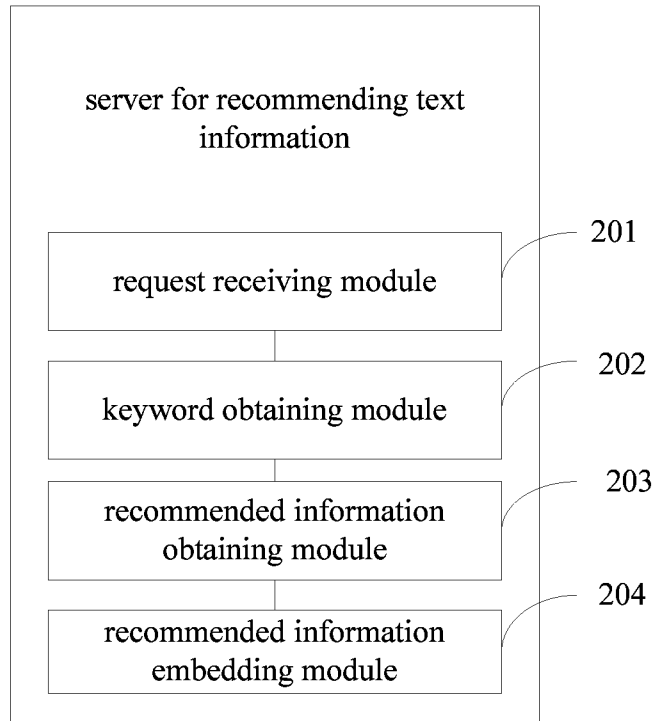 server for recommending text
information
201
request receiving module
202
keyword obtaining module
203
recommended information
obtaining module
204
recommended information
embedding module